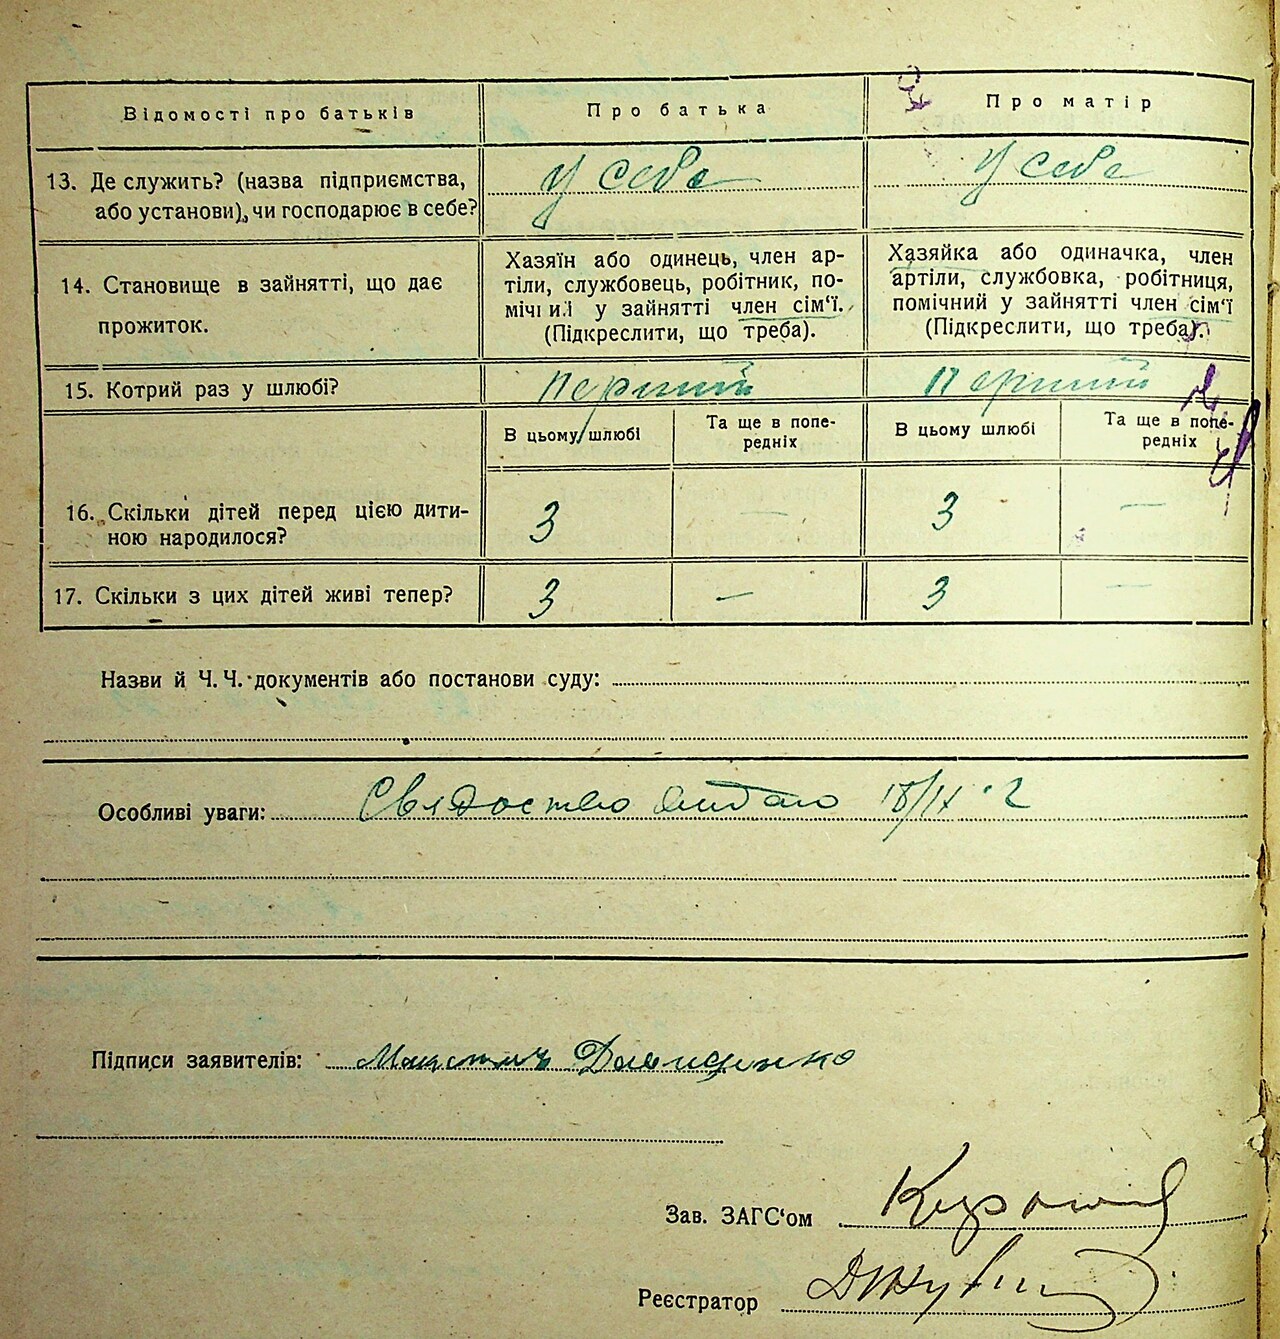 Відомості про батьків
Про батька
Про матір
13. Де служить? (назва підприємства,
або установи), чи господарює в себе?
у себе
у себе
14. Становище в зайнятті, що дає
прожиток.
Хазяїн або одинець, член ар-
тіли, службовець, робітник, по-
мічний у зайнятті член сім'ї.
(Підкреслити, що треба).
Хазяйка або одиначка, член
артіли, службовка, робітниця,
помічний у зайнятті член сім'ї
(Підкреслити, що треба).
15. Котрий раз у шлюбі?
перший
перший
В цьому шлюбі
Та ще в попе-
редніх
В цьому шлюбі
Та ще в попе-
редніх
16. Скільки дітей перед цією дити-
ною народилося?
3
—
3
—
17. Скільки з цих дітей живі тепер?
3
—
3
—
Назви й Ч. Ч. документів або постанови суду:
Особливі уваги:
Підписи заявителів:
Зав. ЗАГС'ом
Реєстратор